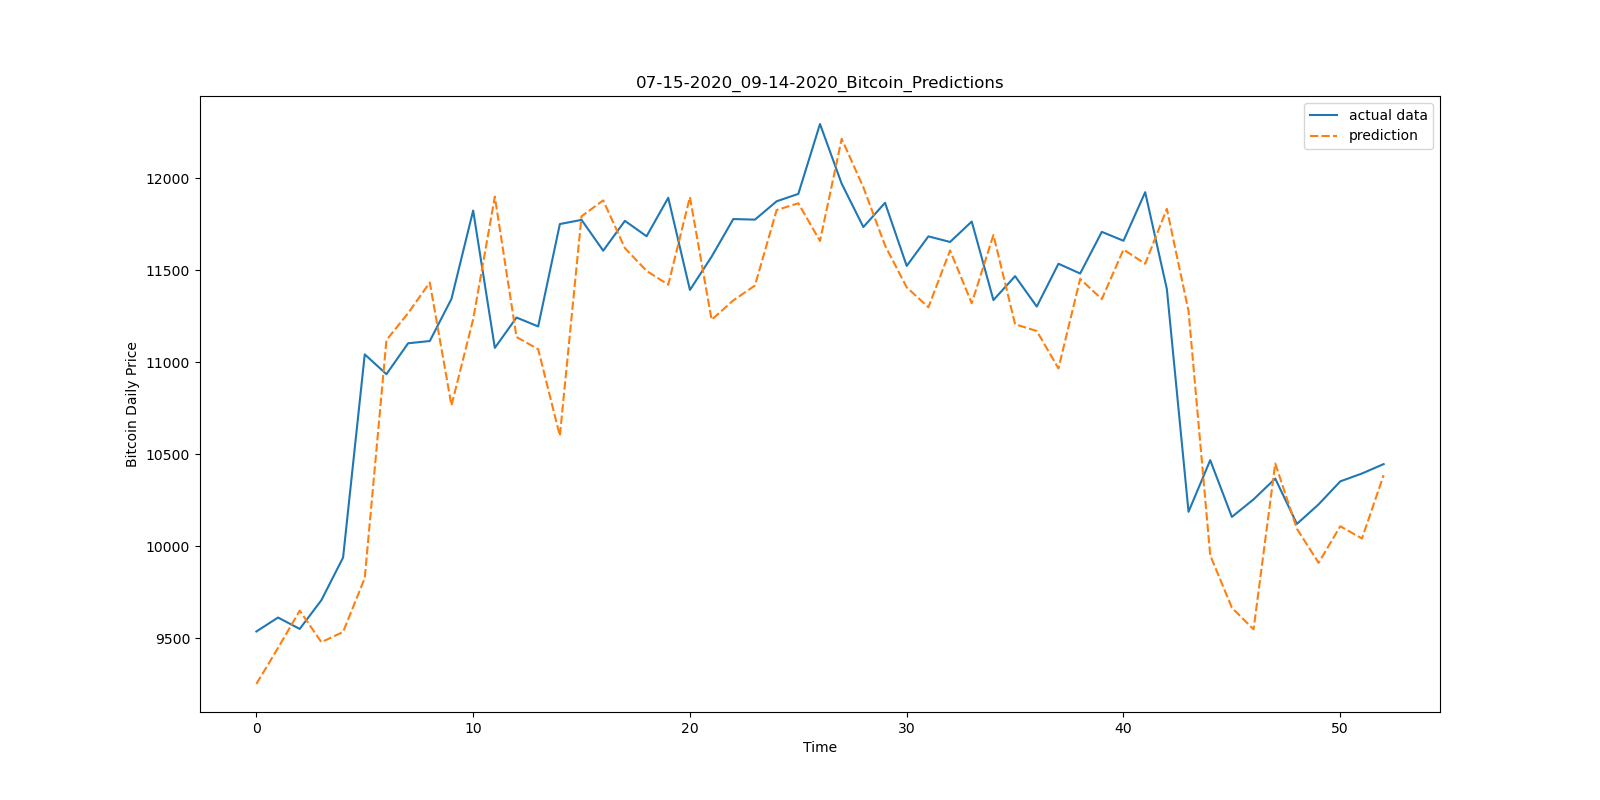 07-15-2020_09-14-2020_Bitcoin_Predictions
actual data
prediction
Bitcoin Daily Price
12000
11500
11000
10500
10000
9500
0 10 20 30 40 50
Time